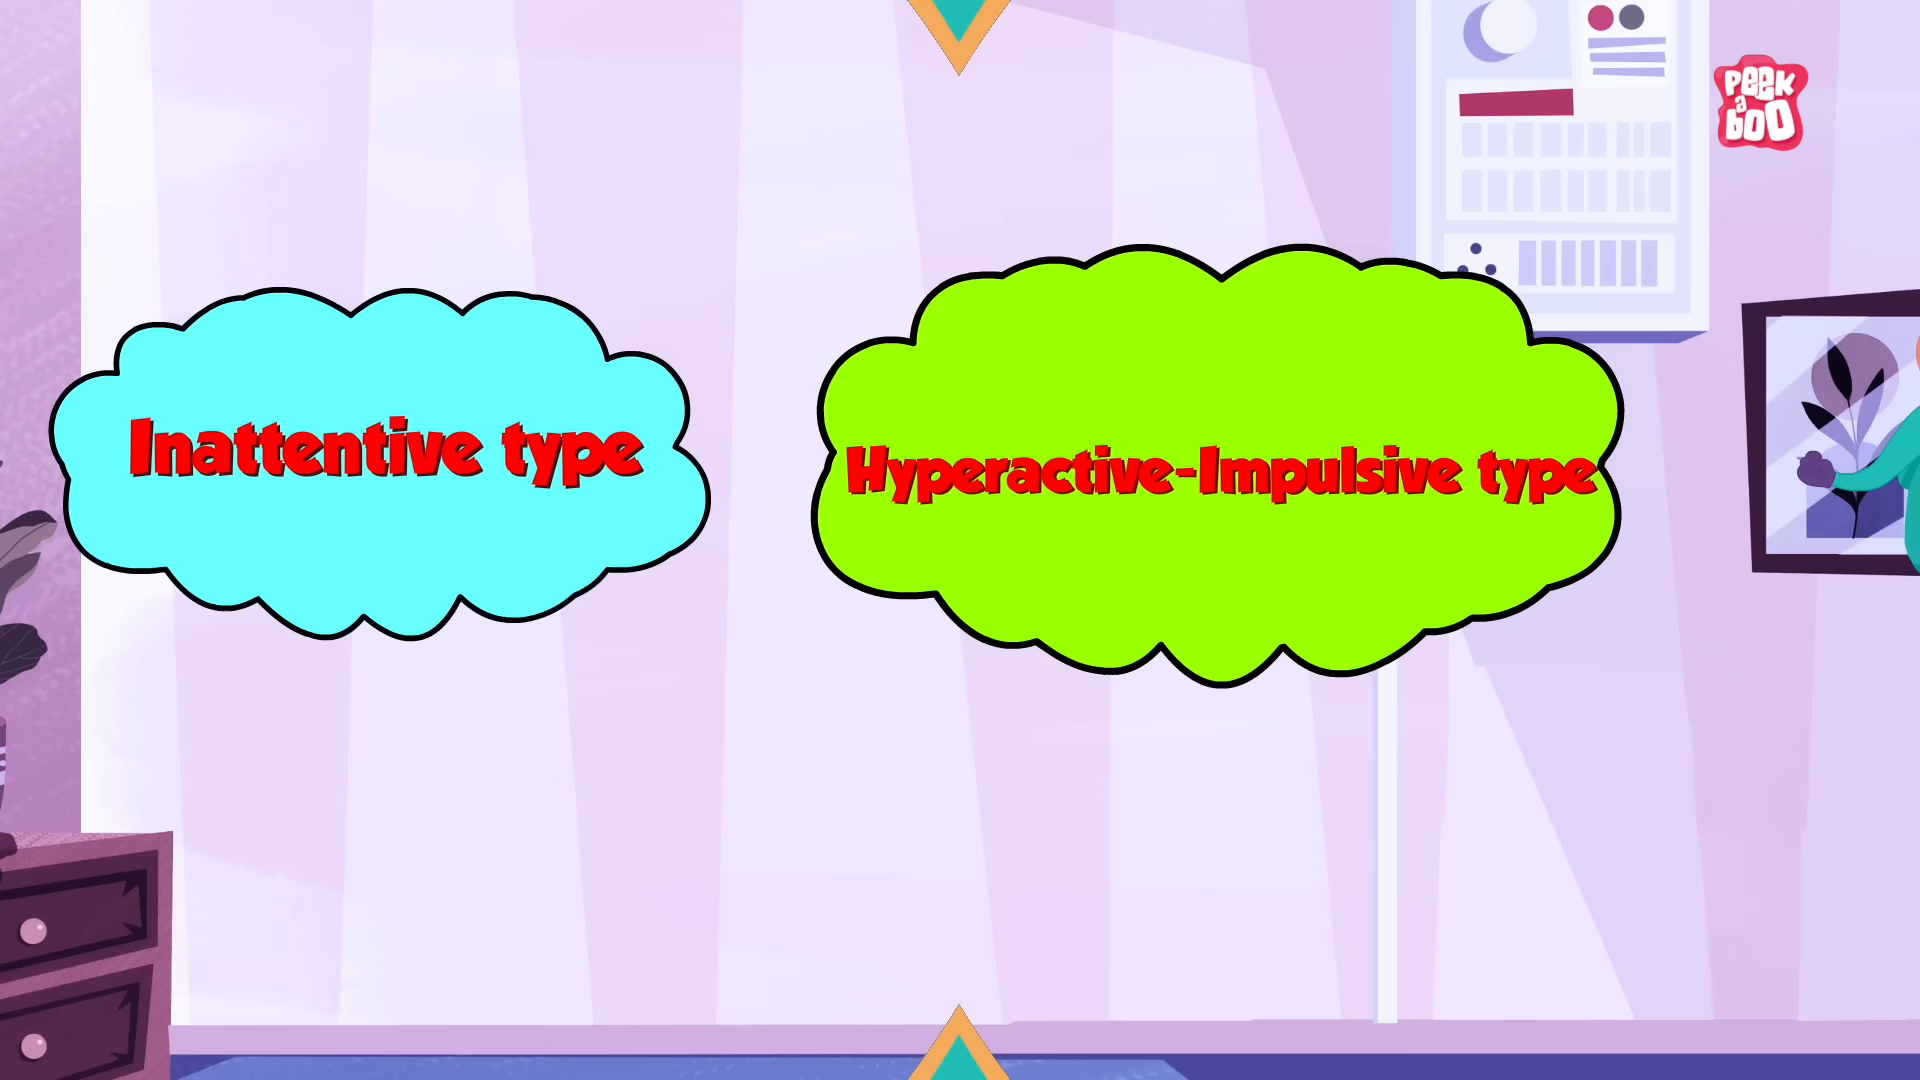 PEEK
a
boo
Inattentive type
Hyperactive-Impulsive type